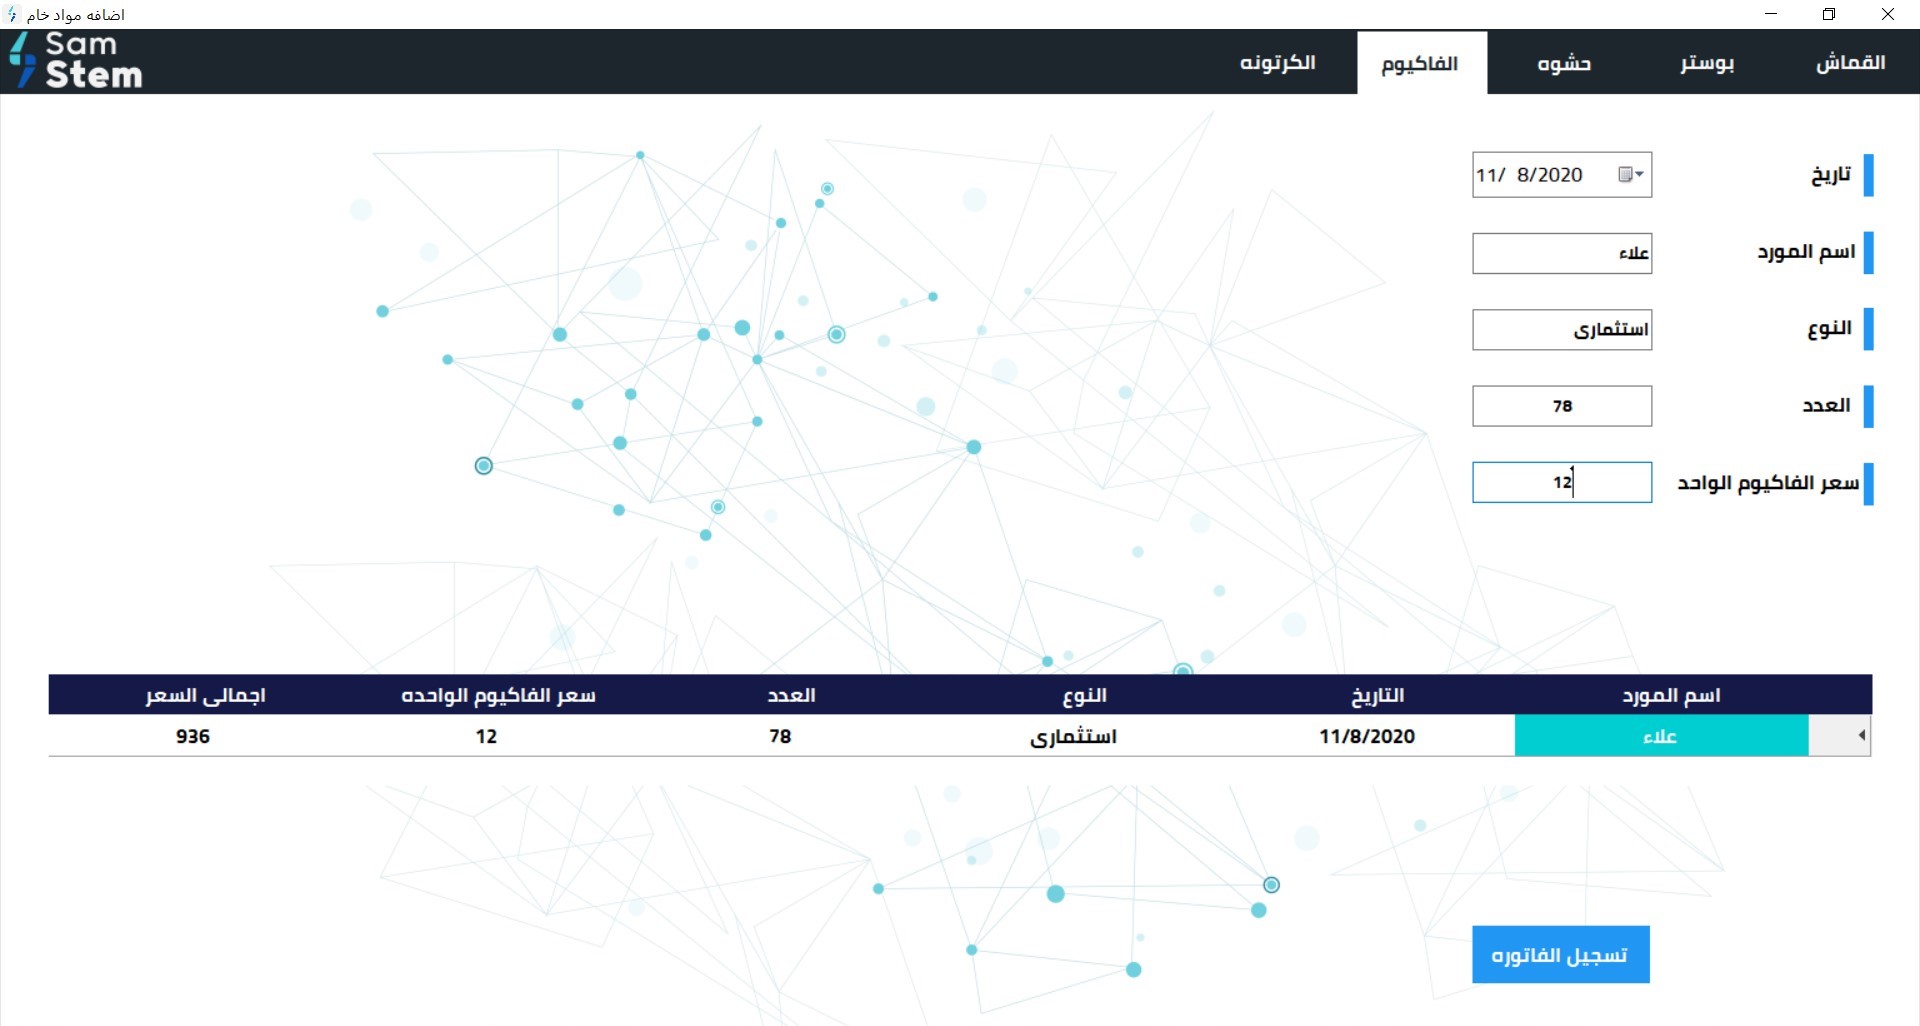 اضافه مواد خام
Sam
Stem
القماش
بوستر
حشوه
الفاكيوم
الكرتونه
تاريخ
11/ 8/2020
اسم المورد
علاء
النوع
استثمارى
العدد
78
سعر الفاكيوم الواحد
12
اسم المورد التاريخ النوع العدد سعر الفاكيوم الواحده اجمالى السعر
علاء 11/8/2020 استثمارى 78 12 936
تسجيل الفاتوره